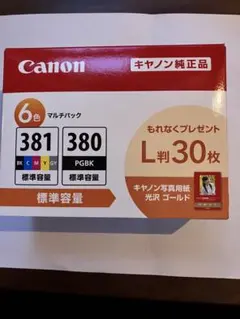 Canon
キヤノン純正品
6色 マルチパック
381
BK C M Y GY
標準容量
380
PGBK
標準容量
もれなくプレゼント
L判30枚
キヤノン写真用紙
光沢 ゴールド
標準容量